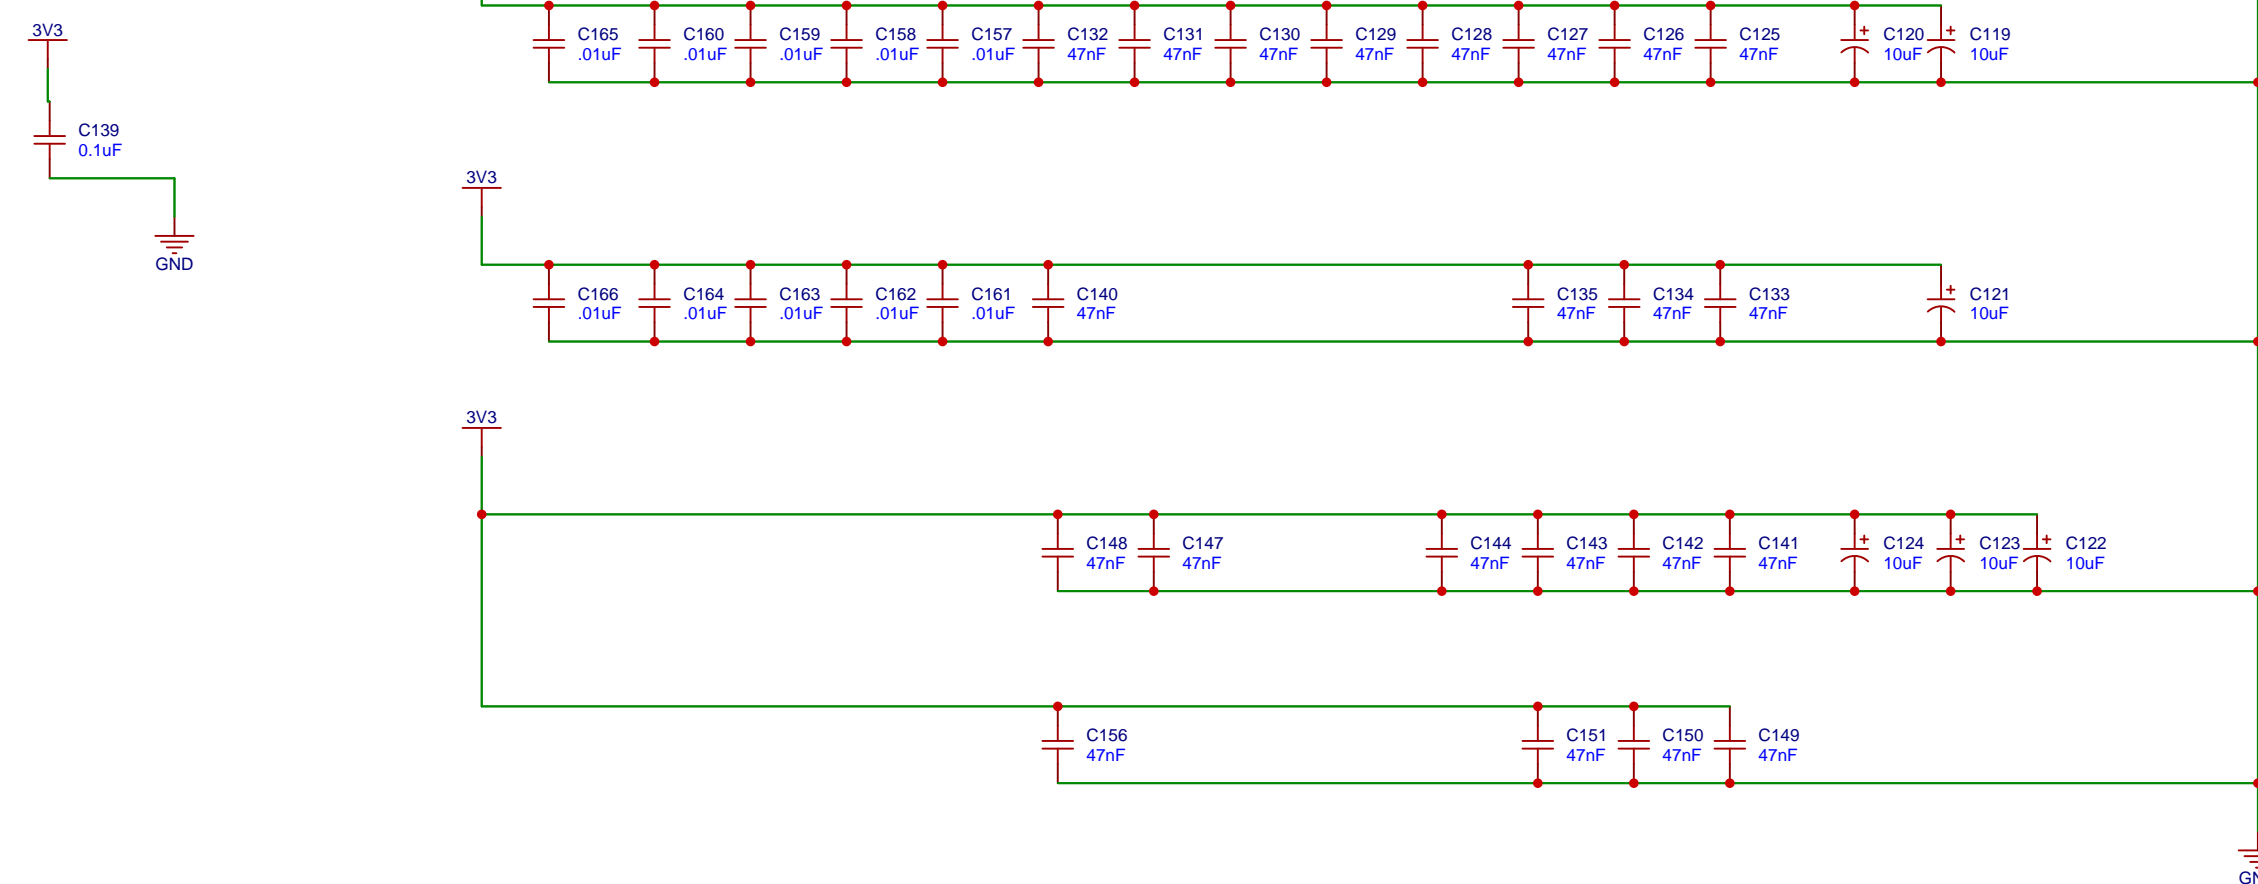 3V3
C139
0.1uF
GND
C165
.01uF
C160
.01uF
C159
.01uF
C158
.01uF
C157
.01uF
C132
47nF
C131
47nF
C130
47nF
C129
47nF
C128
47nF
C127
47nF
C126
47nF
C125
47nF
C120
10uF
C119
10uF
3V3
C166
.01uF
C164
.01uF
C163
.01uF
C162
.01uF
C161
.01uF
C140
47nF
C135
47nF
C134
47nF
C133
47nF
C121
10uF
3V3
C148
47nF
C147
47nF
C144
47nF
C143
47nF
C142
47nF
C141
47nF
C124
10uF
C123
10uF
C122
10uF
C156
47nF
C151
47nF
C150
47nF
C149
47nF